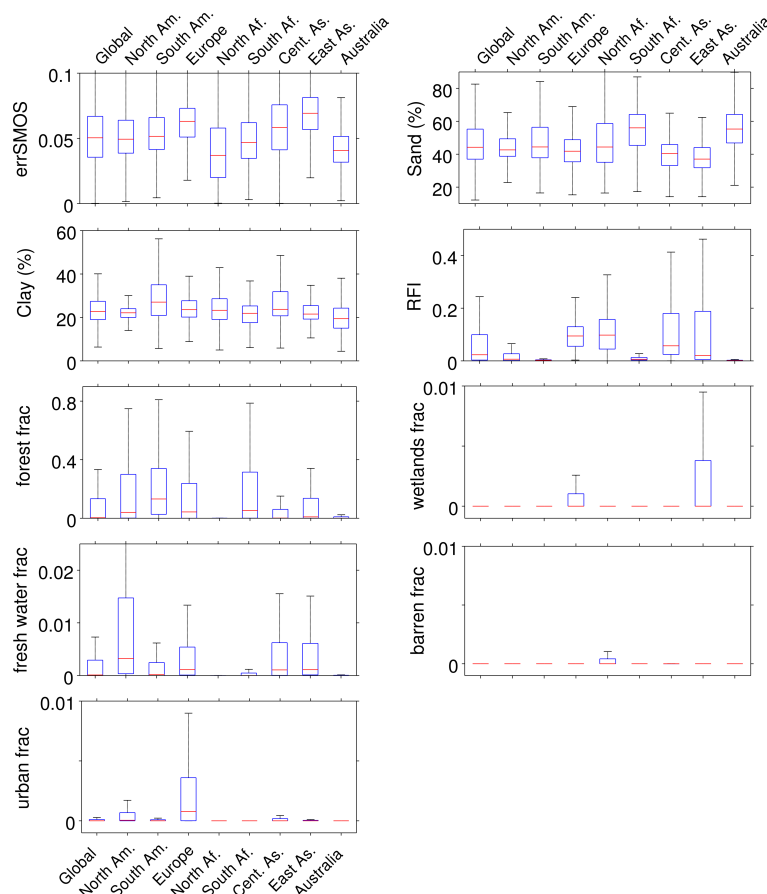 Global North Am. South Am. Europe North Af. South Af. Cent. As. East As. Australia
0.1
0.05
0
errSMOS
Global North Am. South Am. Europe North Af. South Af. Cent. As. East As. Australia
80
60
40
20
Sand (%)
60
40
20
0
Clay (%)
0.4
0.2
0
RFI
0.8
0.4
0
forest frac
0.01
0
wetlands frac
0.02
0.01
0
fresh water frac
0.01
0
barren frac
0.01
0
urban frac
Global North Am. South Am. Europe North Af. South Af. Cent. As. East As. Australia